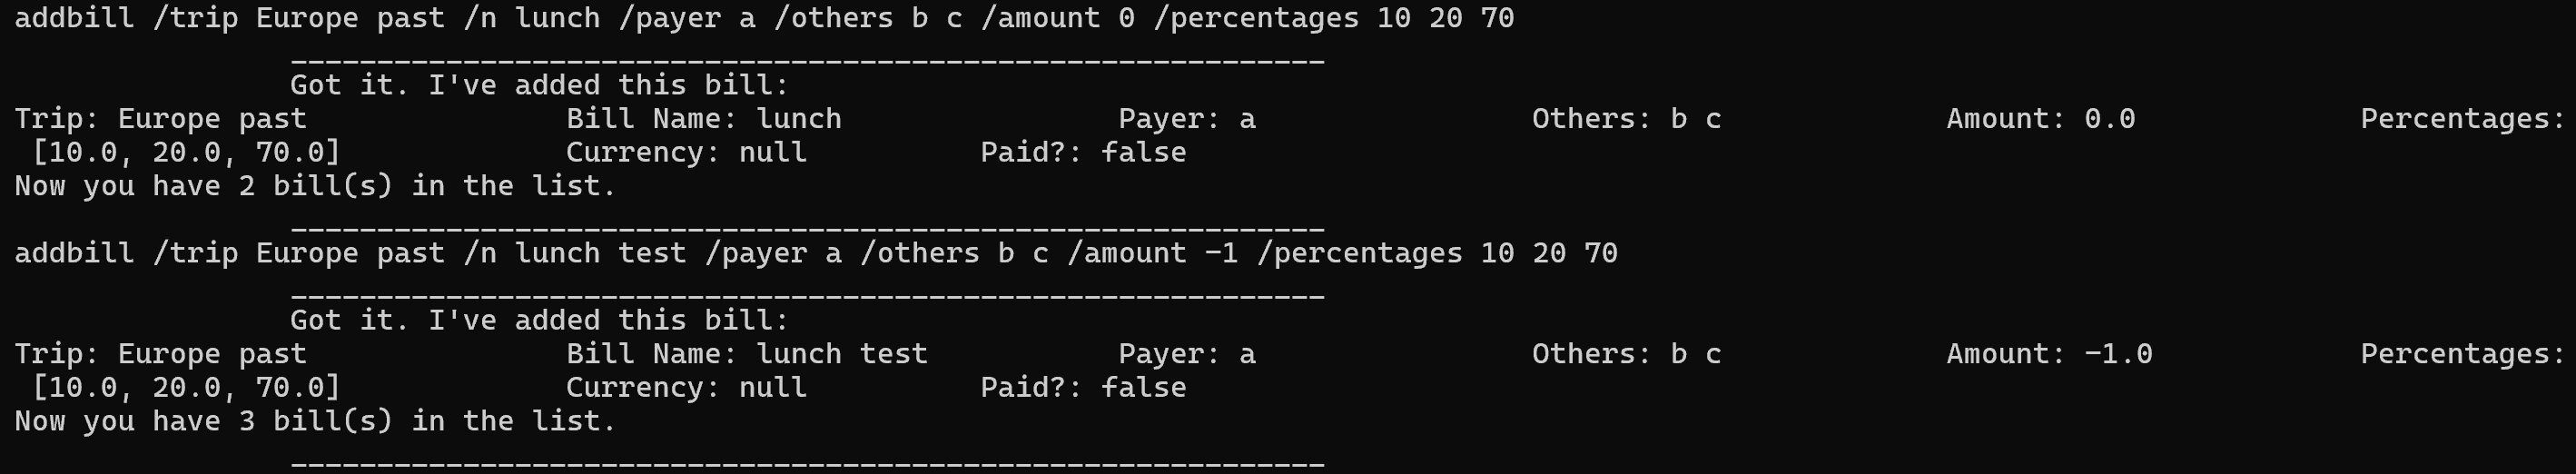 addbill /trip Europe past /n lunch /payer a /others b c /amount 0 /percentages 10 20 70
____________________________________________________________
Got it. I've added this bill:
Trip: Europe past               Bill Name: lunch                Payer: a                Others: b c             Amount: 0.0             Percentages:
 [10.0, 20.0, 70.0]             Currency: null          Paid?: false
Now you have 2 bill(s) in the list.
____________________________________________________________
addbill /trip Europe past /n lunch test /payer a /others b c /amount -1 /percentages 10 20 70
____________________________________________________________
Got it. I've added this bill:
Trip: Europe past               Bill Name: lunch test           Payer: a                Others: b c             Amount: -1.0            Percentages:
 [10.0, 20.0, 70.0]             Currency: null          Paid?: false
Now you have 3 bill(s) in the list.
____________________________________________________________